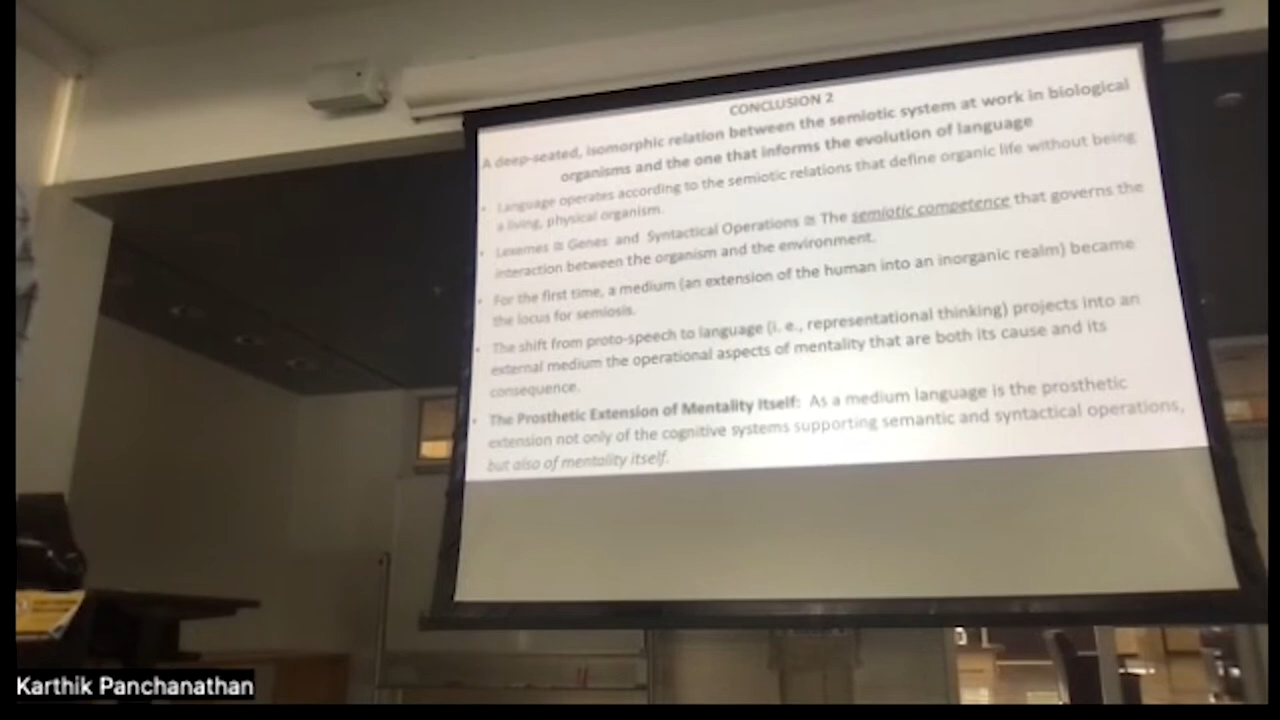 CONCLUSION 2
A deep-seated, isomorphic relation between the semiotic system at work in biological
organisms and the one that informs the evolution of language
• Language operates according to the semiotic relations that define organic life without being
a living, physical organism.
• Lexemes ≅ Genes and Syntactical Operations ≅ The semiotic competence that governs the
interaction between the organism and the environment.
• For the first time, a medium (an extension of the human into an inorganic realm) became
the locus for semiosis.
• The shift from proto-speech to language (i. e., representational thinking) projects into an
external medium the operational aspects of mentality that are both its cause and its
consequence.
• The Prosthetic Extension of Mentality Itself: As a medium language is the prosthetic
extension not only of the cognitive systems supporting semantic and syntactical operations,
but also of mentality itself.
Karthik Panchanathan